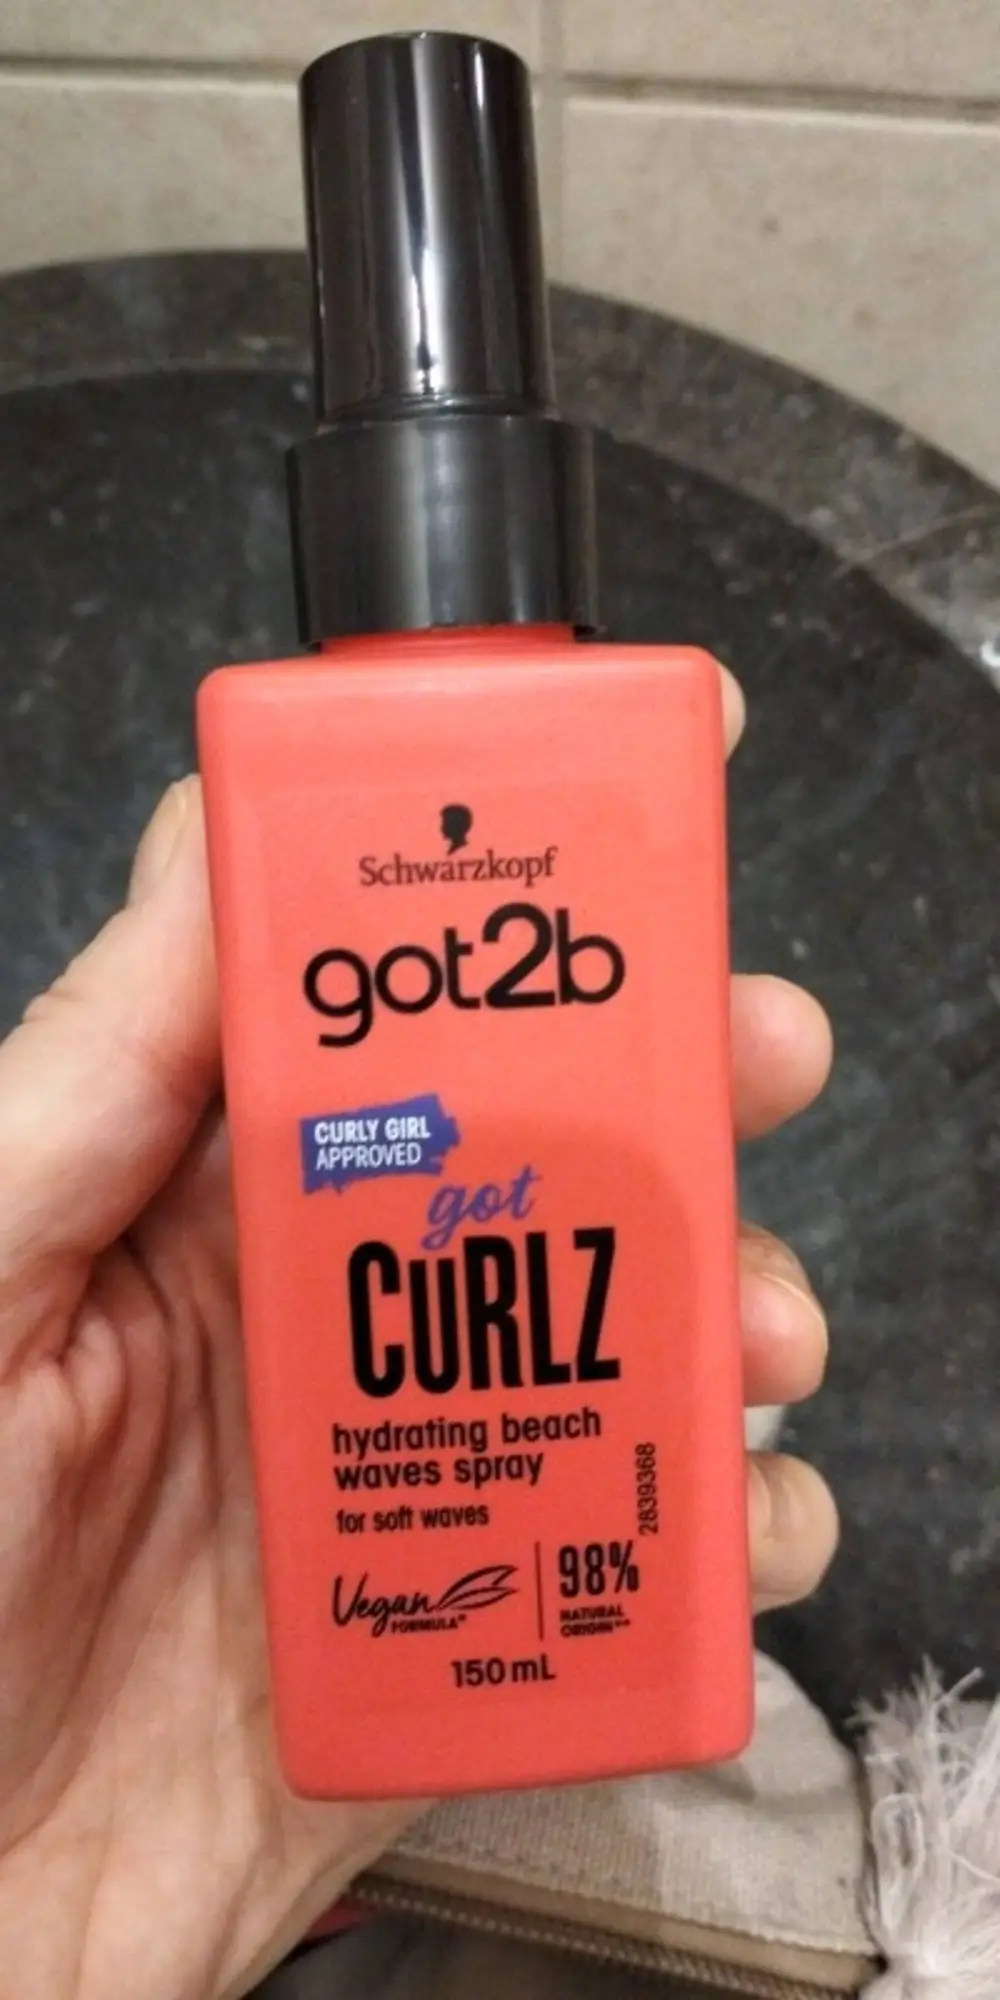 Schwarzkopf
got2b
CURLY GIRL
APPROVED
got
CuRLZ
hydrating beach
waves spray
for soft waves
2839368
Vegan
FORMULA™
98%
NATURAL
ORIGIN**
150 mL